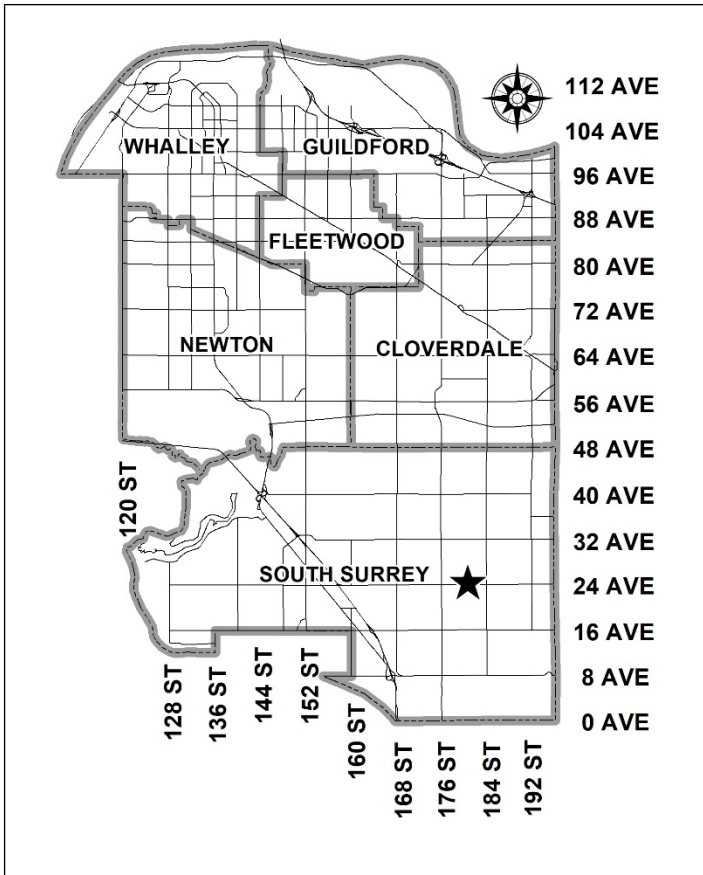 112 AVE
104 AVE
WHALLEY
GUILDFORD
96 AVE
88 AVE
FLEETWOOD
80 AVE
72 AVE
NEWTON
CLOVERDALE
64 AVE
56 AVE
48 AVE
120 ST
40 AVE
32 AVE
SOUTH SURREY
24 AVE
16 AVE
8 AVE
0 AVE
128 ST
136 ST
144 ST
152 ST
160 ST
168 ST
176 ST
184 ST
192 ST